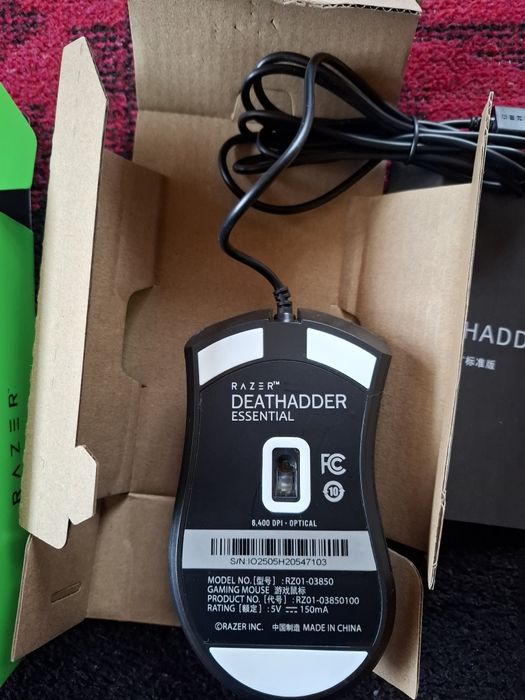 RAZER
RAZER™
DEATHADDER
ESSENTIAL
FC
10
6,400 DPI - OPTICAL
S/N:IO2505H20547103
MODEL NO. [型号] : RZ01-03850
GAMING MOUSE 游戏鼠标
PRODUCT NO. [代号] : RZ01-03850100
RATING [额定] : 5V ⎓ 150mA
©RAZER INC. 中国制造 MADE IN CHINA
HADD
标准版